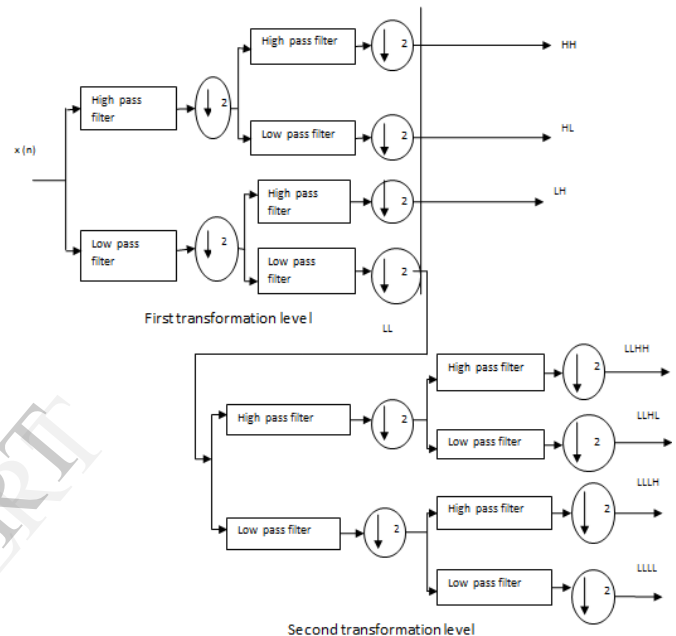 High pass filter
2
HH
High pass
filter
2
x (n)
Low pass filter
2
HL
High pass
filter
2
LH
Low pass
filter
2
Low pass
filter
2
First transformation level
LL
High pass filter
2
LLHH
High pass filter
2
Low pass filter
2
LLHL
High pass filter
2
LLLH
Low pass filter
2
Low pass filter
2
LLLL
Second transformation level